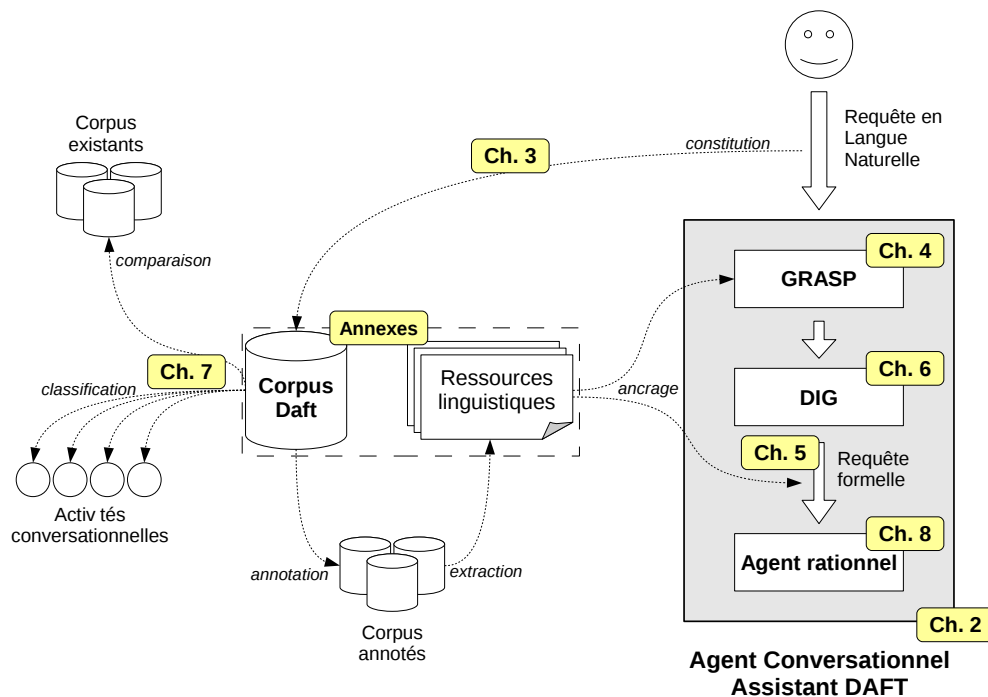 Requête en
Langue
Naturelle
Corpus
existants
constitution
Ch. 3
comparaison
Ch. 4
GRASP
Annexes
Ch. 7
classification
Corpus
Daft
Ressources
linguistiques
ancrage
Ch. 6
DIG
Ch. 5
Requête
formelle
Activ tés
conversationnelles
Ch. 8
Agent rationnel
annotation
extraction
Corpus
annotés
Ch. 2
Agent Conversationnel
Assistant DAFT